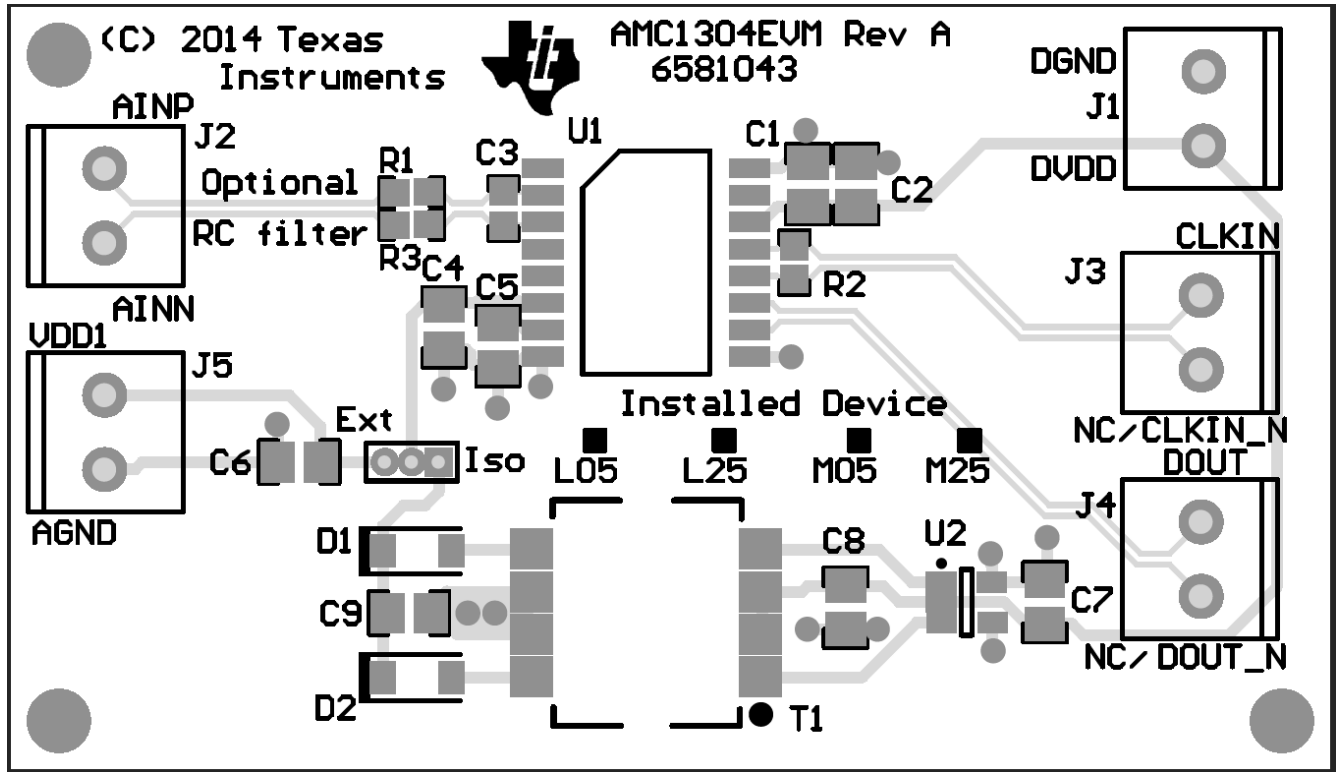 (C) 2014 Texas
Instruments
AMC1304EVM Rev A
6581043
DGND
J1
DVDD
AINP
J2
U1
C1
C2
R1
C3
Optional
RC filter
R3
C4
C5
R2
CLKIN
J3
AINN
VDD1
J5
Ext
C6
Iso
AGND
Installed Device
L05 L25 M05 M25
NC/CLKIN_N
DOUT
J4
D1
C8
U2
C9
C7
D2
T1
NC/DOUT_N